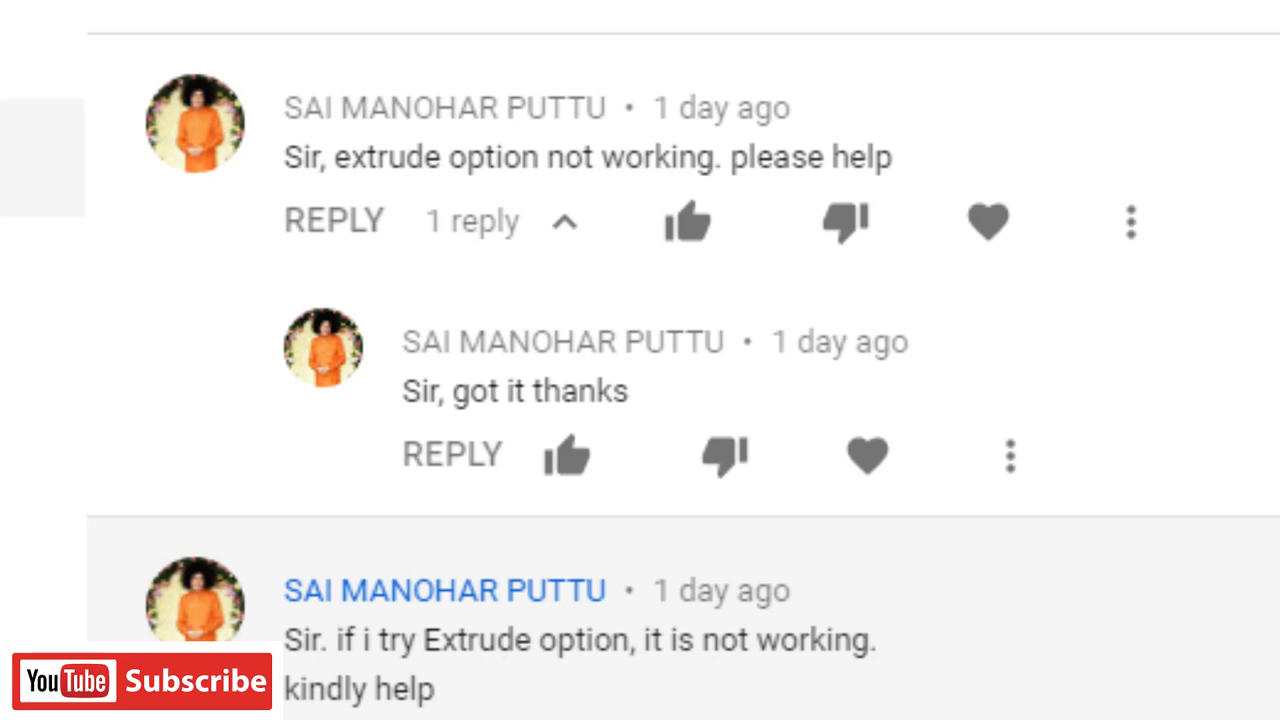 SAI MANOHAR PUTTU • 1 day ago
Sir, extrude option not working. please help
REPLY 1 reply
SAI MANOHAR PUTTU • 1 day ago
Sir, got it thanks
REPLY
SAI MANOHAR PUTTU • 1 day ago
Sir. if i try Extrude option, it is not working.
kindly help
YouTube Subscribe